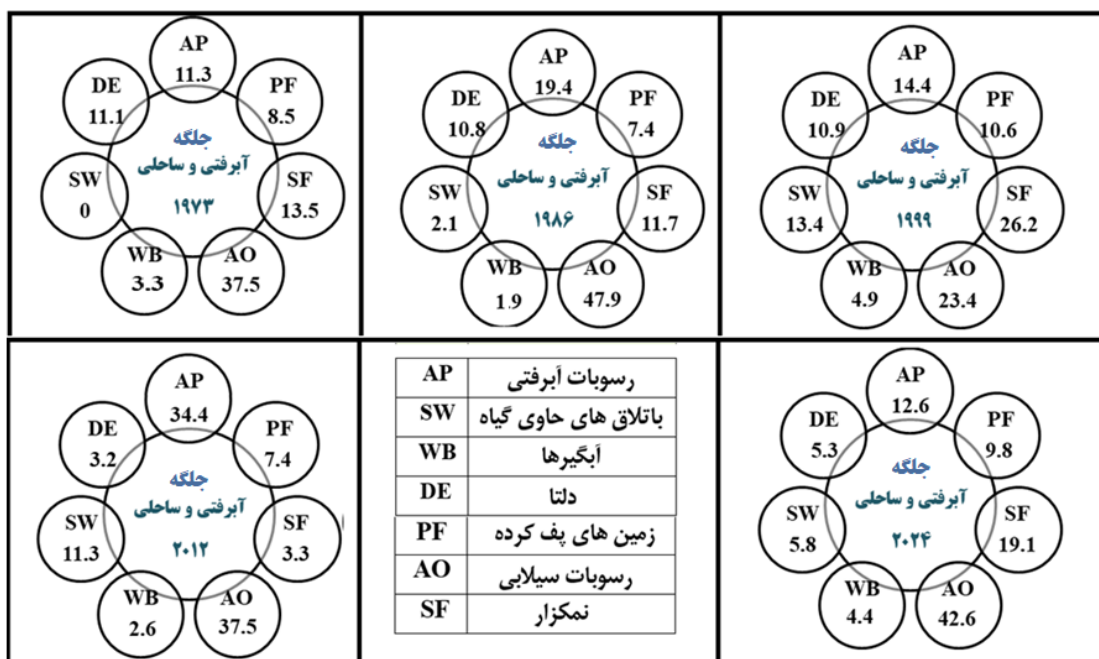 AP
11.3
PF
8.5
SF
13.5
AO
37.5
WB
3.3
SW
0
DE
11.1
جلگه
آبرفتی و ساحلی
۱۹۷۳
AP
19.4
PF
7.4
SF
11.7
AO
47.9
WB
1.9
SW
2.1
DE
10.8
جلگه
آبرفتی و ساحلی
۱۹۸۶
AP
14.4
PF
10.6
SF
26.2
AO
23.4
WB
4.9
SW
13.4
DE
10.9
جلگه
آبرفتی و ساحلی
۱۹۹۹
AP
34.4
PF
7.4
SF
3.3
AO
37.5
WB
2.6
SW
11.3
DE
3.2
جلگه
آبرفتی و ساحلی
۲۰۱۲
AP رسوبات آبرفتی
SW باتلاق های حاوی گیاه
WB آبگیرها
DE دلتا
PF زمین های پف کرده
AO رسوبات سیلابی
SF نمکزار
AP
12.6
PF
9.8
SF
19.1
AO
42.6
WB
4.4
SW
5.8
DE
5.3
جلگه
آبرفتی و ساحلی
۲۰۲۴